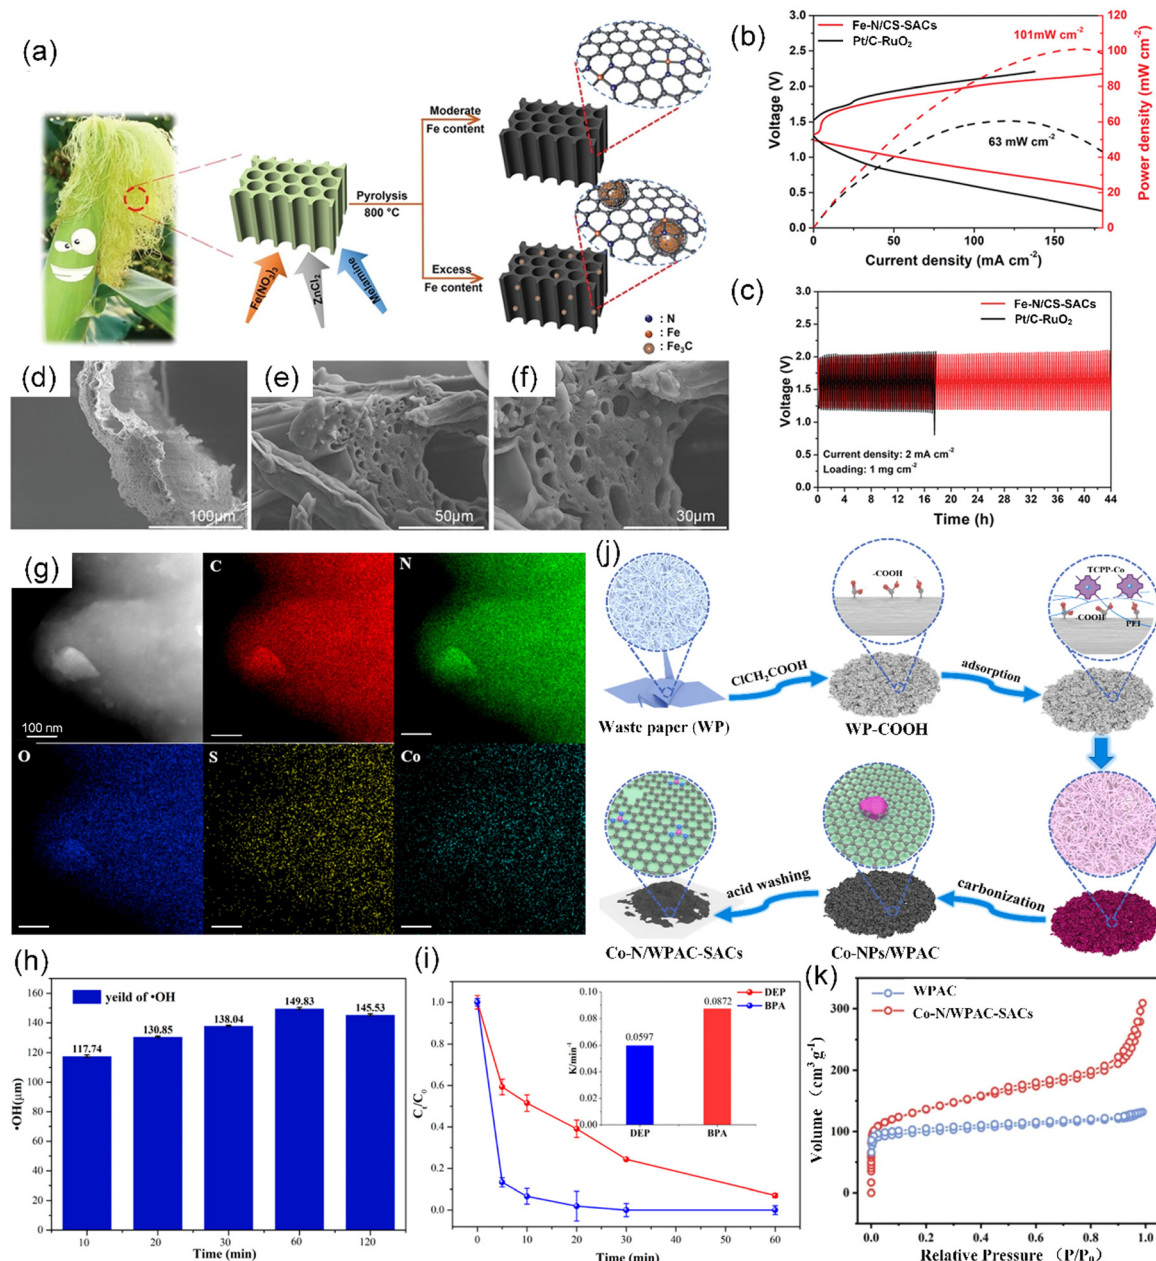 (a)
Moderate
Fe content
Pyrolysis
800 °C
Excess
Fe content
Fe(NO₃)₃
ZnCl₂
Melamine
: N
: Fe
: Fe₃C
(b)
Fe-N/CS-SACs
Pt/C-RuO₂
101mW cm⁻²
63 mW cm⁻²
Voltage (V)
3.0
2.5
2.0
1.5
1.0
0.5
0.0
0 50 100 150
Current density (mA cm⁻²)
120
100
80
60
40
20
0
Power density (mW cm⁻²)
(c)
Fe-N/CS-SACs
Pt/C-RuO₂
Voltage (V)
3.0
2.5
2.0
1.5
1.0
0.5
0.0
Current density: 2 mA cm⁻²
Loading: 1 mg cm⁻²
0 4 8 12 16 20 24 28 32 36 40 44
Time (h)
(d)
100μm
(e)
50μm
(f)
30μm
(g)
100 nm
C
N
O
S
Co
(j)
Waste paper (WP)
ClCH₂COOH
-COOH
WP-COOH
adsorption
TCPP-Co
-COOH
PEI
carbonization
Co-NPs/WPAC
acid washing
Co-N/WPAC-SACs
(h)
yeild of •OH
•OH(μm)
160
140
120
100
80
60
40
20
0
117.74
130.85
138.04
149.83
145.53
10 20 30 60 120
Time (min)
(i)
DEP
BPA
Cₜ/C₀
1.0
0.8
0.6
0.4
0.2
0.0
0 10 20 30 40 50 60
Time (min)
K/min⁻¹
0.10
0.08
0.06
0.04
0.02
0.00
0.0597
0.0872
DEP
BPA
(k)
WPAC
Co-N/WPAC-SACs
Volume （cm³ g⁻¹）
300
200
100
0
0.0 0.2 0.4 0.6 0.8 1.0
Relative Pressure （P/P₀）